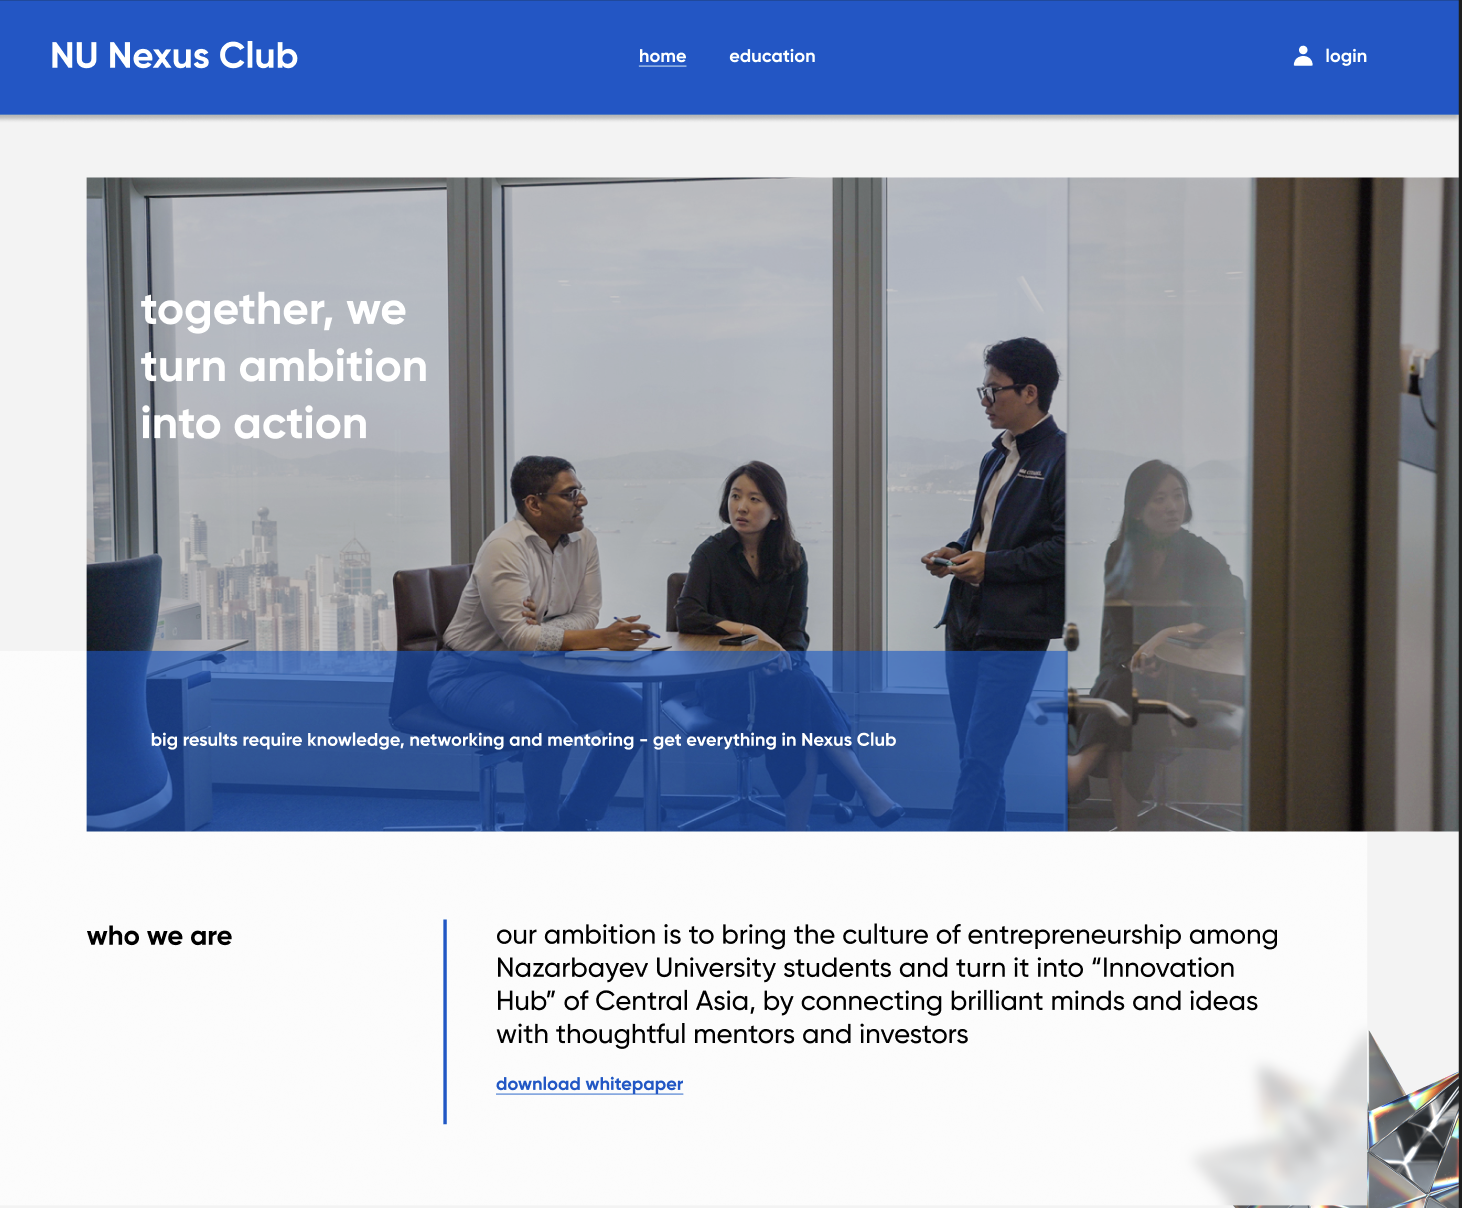 NU Nexus Club
home
education
login
together, we
turn ambition
into action
big results require knowledge, networking and mentoring - get everything in Nexus Club
who we are
our ambition is to bring the culture of entrepreneurship among
Nazarbayev University students and turn it into “Innovation
Hub” of Central Asia, by connecting brilliant minds and ideas
with thoughtful mentors and investors
download whitepaper